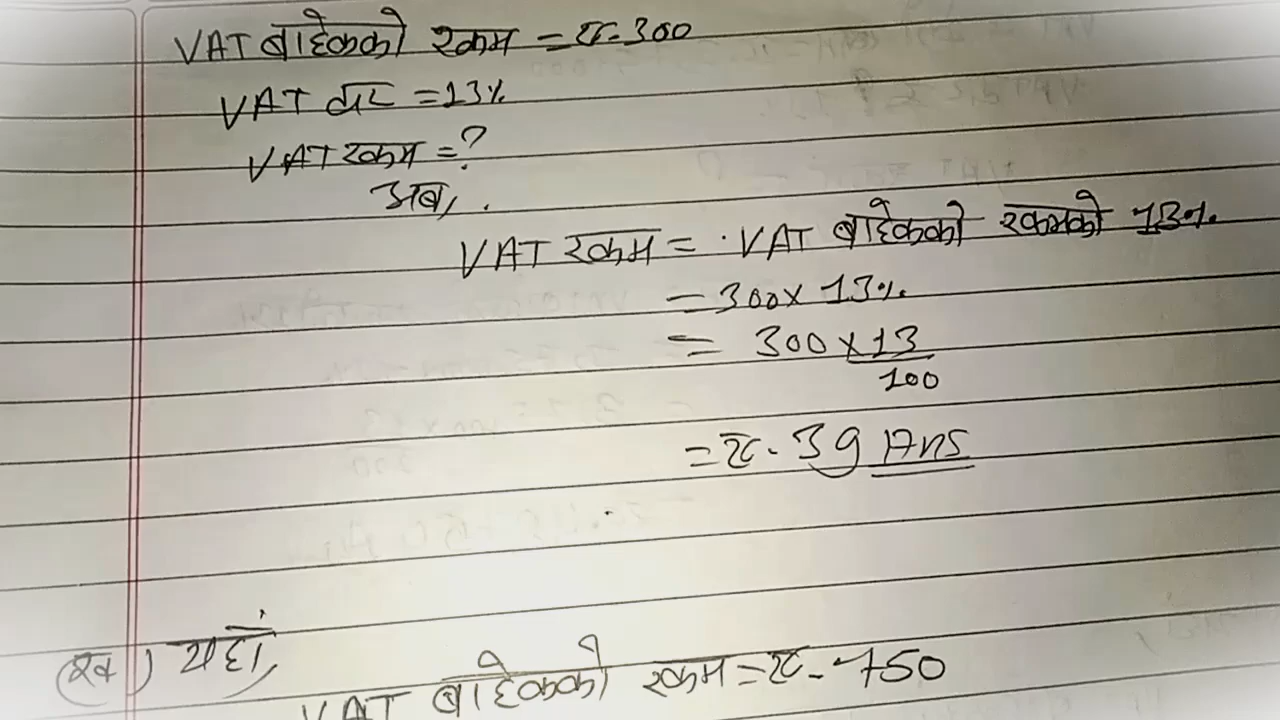 VAT बाहेकको रकम = रु. 300
VAT दर = 13%
VAT रकम = ?
अब,
VAT रकम = VAT बाहेकको रकमको 13%
= 300 × 13%
= 300 × 13
100
= रु. 39 Ans
(ख) यहाँ,
VAT बाहेकको रकम = रु. 750